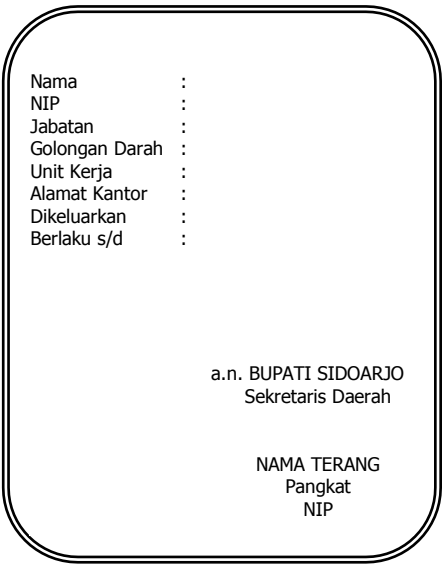 Nama :
NIP :
Jabatan :
Golongan Darah :
Unit Kerja :
Alamat Kantor :
Dikeluarkan :
Berlaku s/d :
a.n. BUPATI SIDOARJO
Sekretaris Daerah
NAMA TERANG
Pangkat
NIP